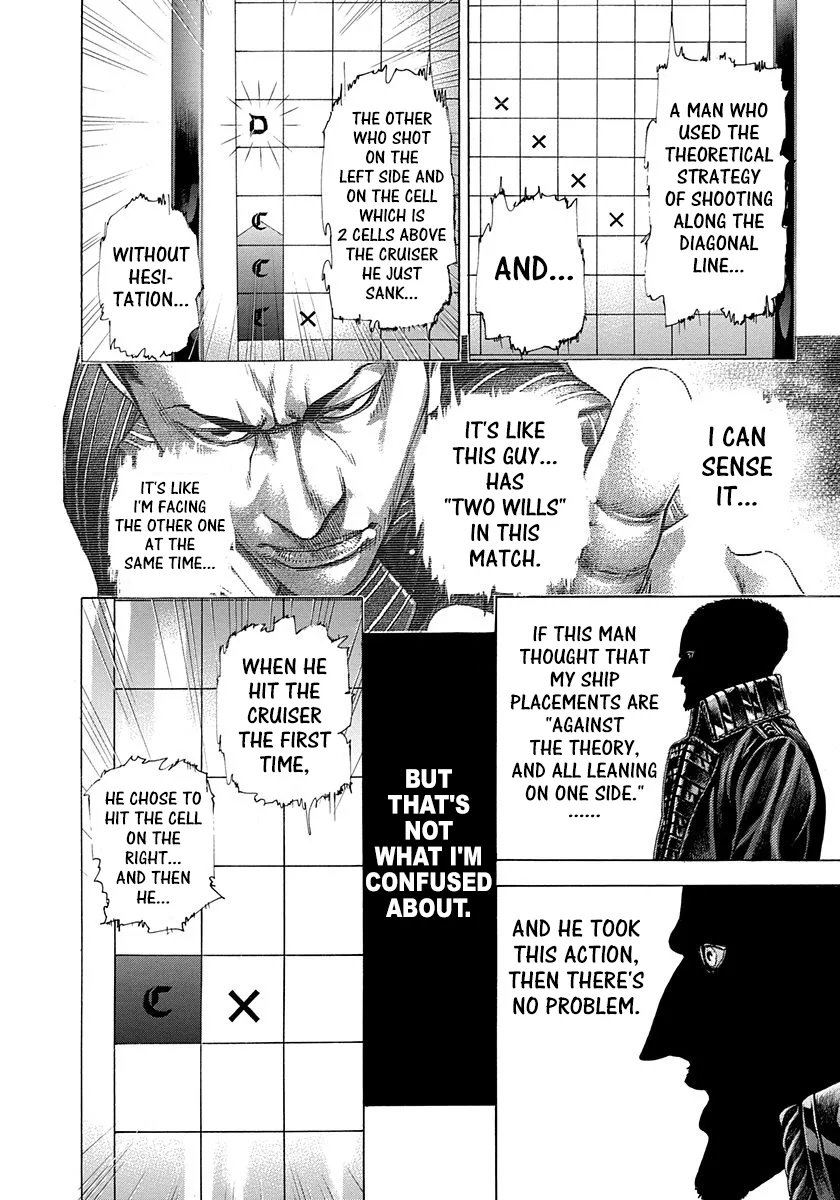 A MAN WHO
USED THE
THEORETICAL
STRATEGY
OF SHOOTING
ALONG THE
DIAGONAL
LINE...
×
×
×
×
AND...
THE OTHER
WHO SHOT
ON THE
LEFT SIDE AND
ON THE CELL
WHICH IS
2 CELLS ABOVE
THE CRUISER
HE JUST
SANK...
D
C
C
C ×
WITHOUT
HESI-
TATION...
I CAN
SENSE
IT...
IT'S LIKE
THIS GUY...
HAS
"TWO WILLS"
IN THIS
MATCH.
IT'S LIKE
I'M FACING
THE OTHER ONE
AT THE
SAME TIME...
IF THIS MAN
THOUGHT THAT
MY SHIP
PLACEMENTS ARE
"AGAINST
THE THEORY,
AND ALL LEANING
ON ONE SIDE."
......
AND HE TOOK
THIS ACTION,
THEN THERE'S
NO PROBLEM.
BUT
THAT'S
NOT
WHAT I'M
CONFUSED
ABOUT.
WHEN HE
HIT THE
CRUISER
THE FIRST
TIME,
HE CHOSE TO
HIT THE CELL
ON THE
RIGHT...
AND THEN
HE...
C ×